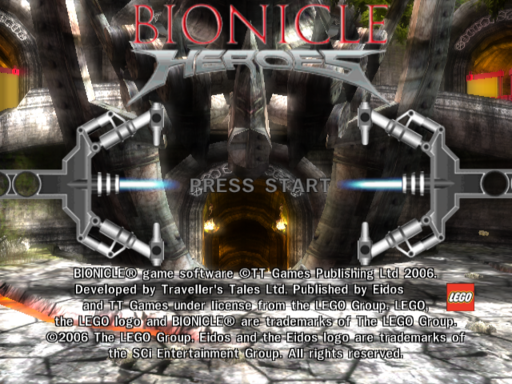 BIONICLE
HEROES
PRESS START
BIONICLE® game software ©TT Games Publishing Ltd 2006.
Developed by Traveller's Tales Ltd. Published by Eidos
and TT Games under license from the LEGO Group. LEGO,
the LEGO logo and BIONICLE® are trademarks of The LEGO Group.
©2006 The LEGO Group. Eidos and the Eidos logo are trademarks of
the SCi Entertainment Group. All rights reserved.
LEGO